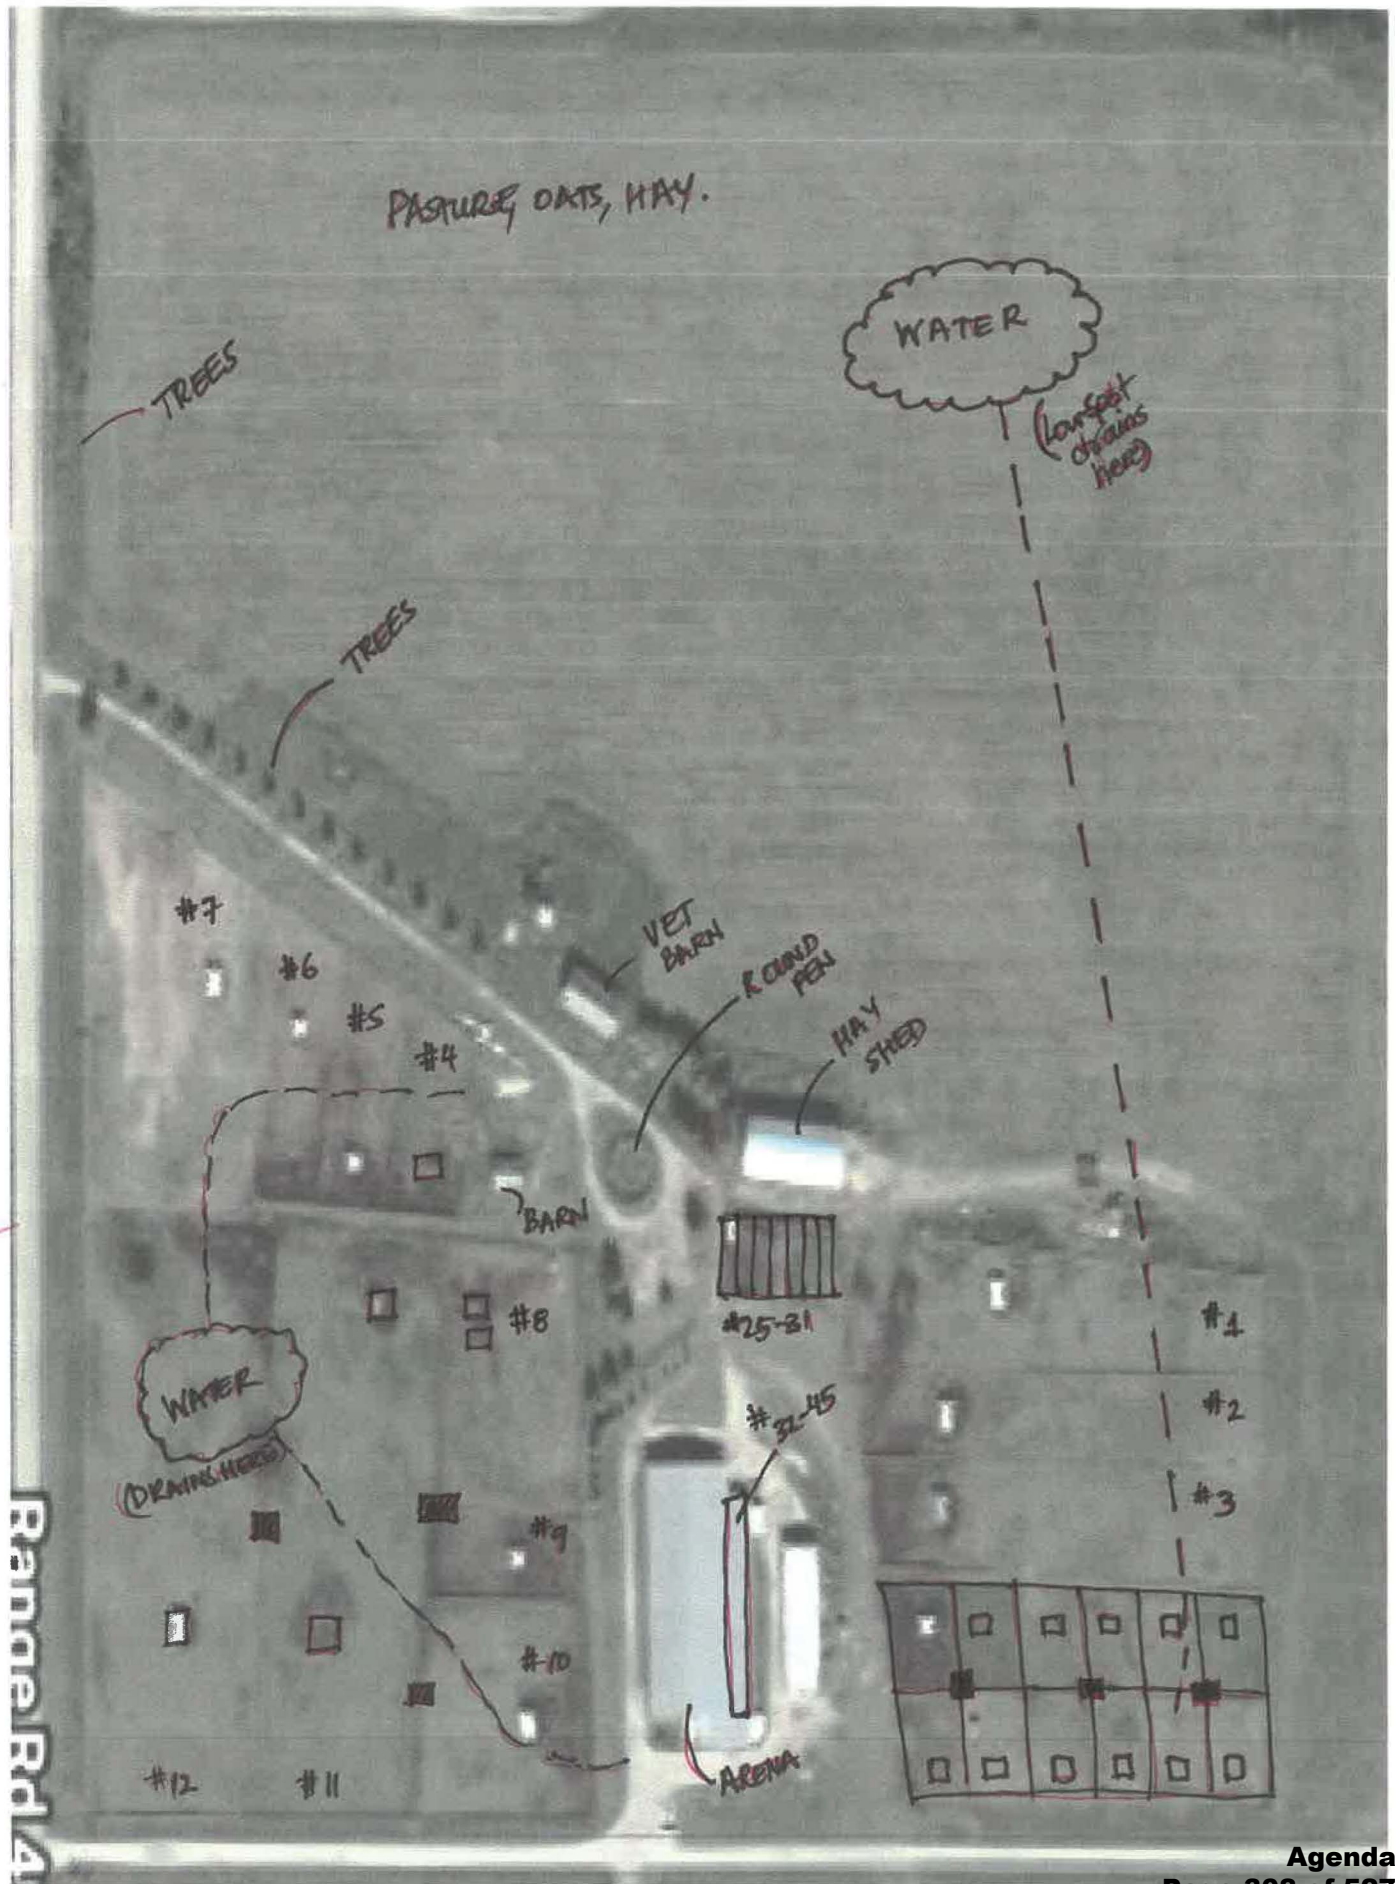 PASTURE, OATS, HAY.
WATER
(Low spot
drains
here)
TREES
TREES
VET
BARN
ROUND
PEN
HAY
SHED
#7
#6
#5
#4
BARN
#8
#25-31
#1
#2
#3
WATER
(DRAINS HERE)
#32-45
#9
#10
#12
#11
ARENA
Range Rd 4
Agenda